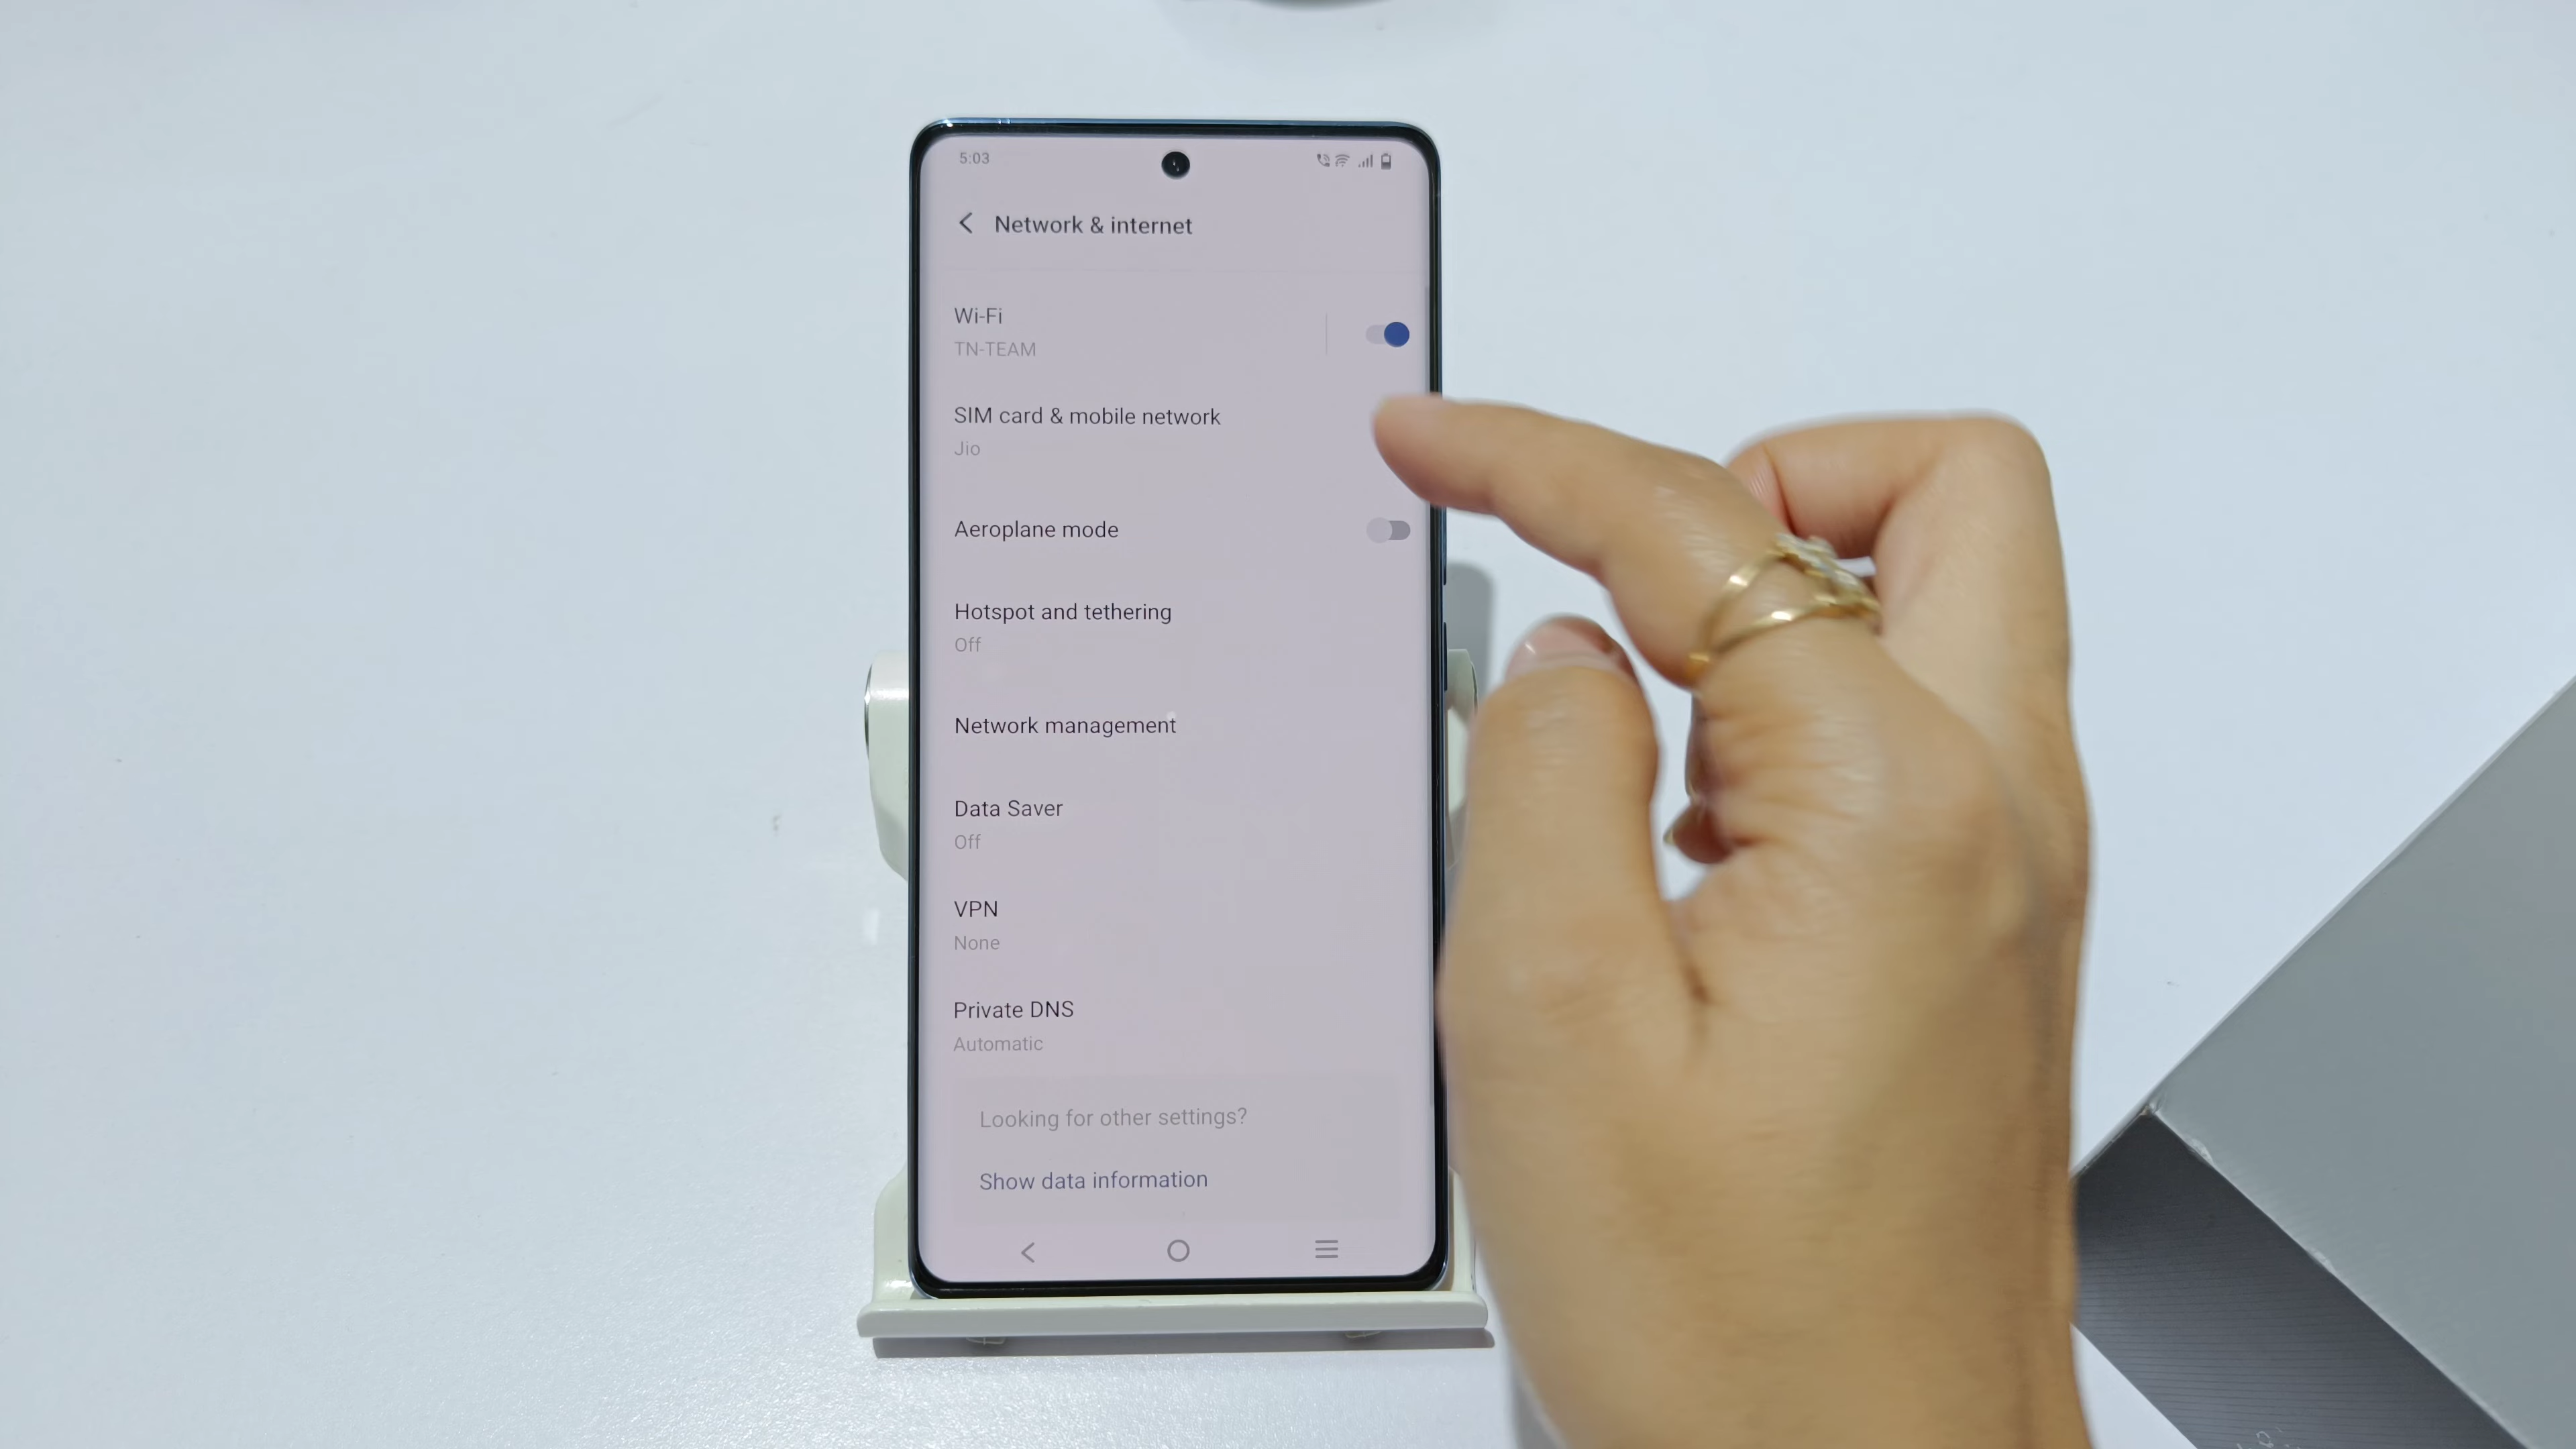 5:03
Network & internet
Wi-Fi
TN-TEAM
SIM card & mobile network
Jio
Aeroplane mode
Hotspot and tethering
Off
Network management
Data Saver
Off
VPN
None
Private DNS
Automatic
Looking for other settings?
Show data information